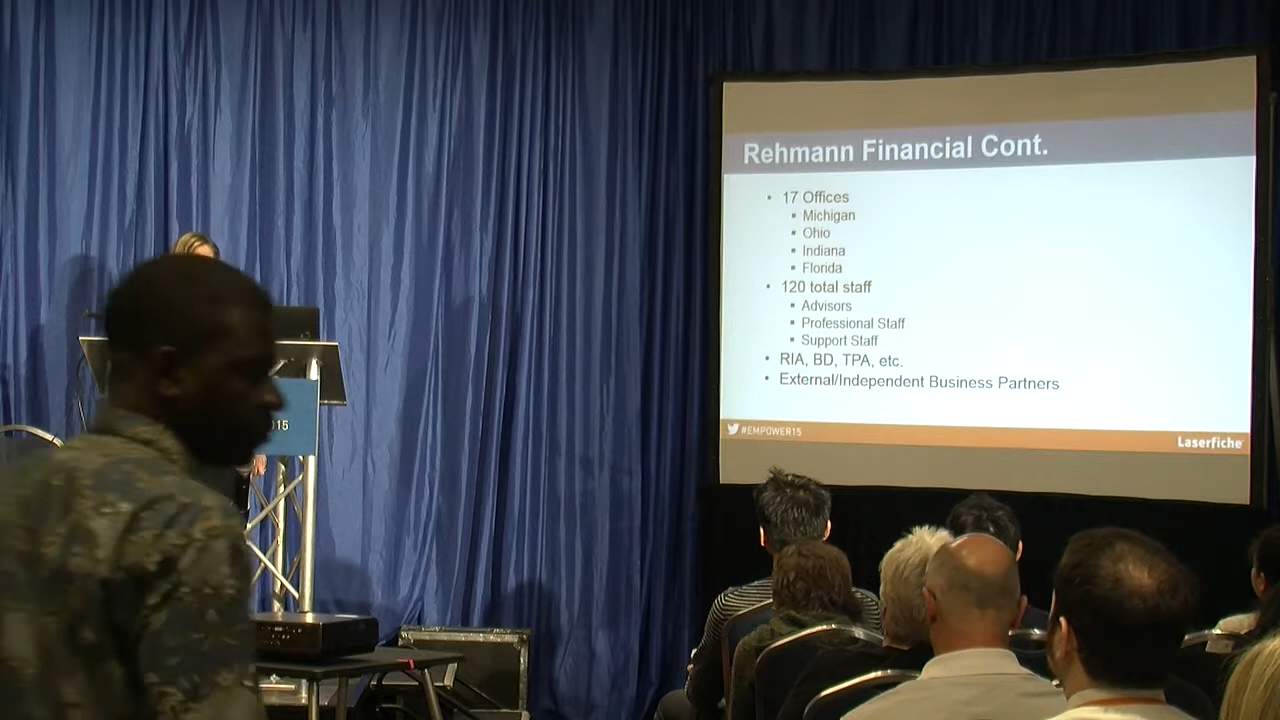 Rehmann Financial Cont.
• 17 Offices
▪ Michigan
▪ Ohio
▪ Indiana
▪ Florida
• 120 total staff
▪ Advisors
▪ Professional Staff
▪ Support Staff
• RIA, BD, TPA, etc.
• External/Independent Business Partners
#EMPOWER15
Laserfiche
015